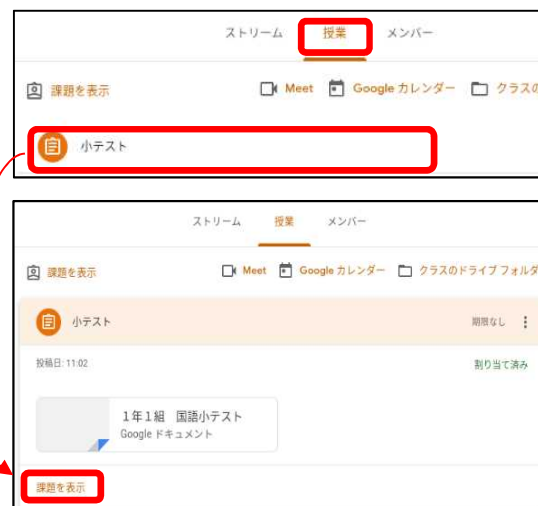 ストリーム 授業 メンバー
課題を表示 Meet Google カレンダー クラスの
小テスト
ストリーム 授業 メンバー
課題を表示 Meet Google カレンダー クラスのドライブ フォルダ
小テスト 期限なし
投稿日: 11:02 割り当て済み
1年1組 国語小テスト
Google ドキュメント
課題を表示